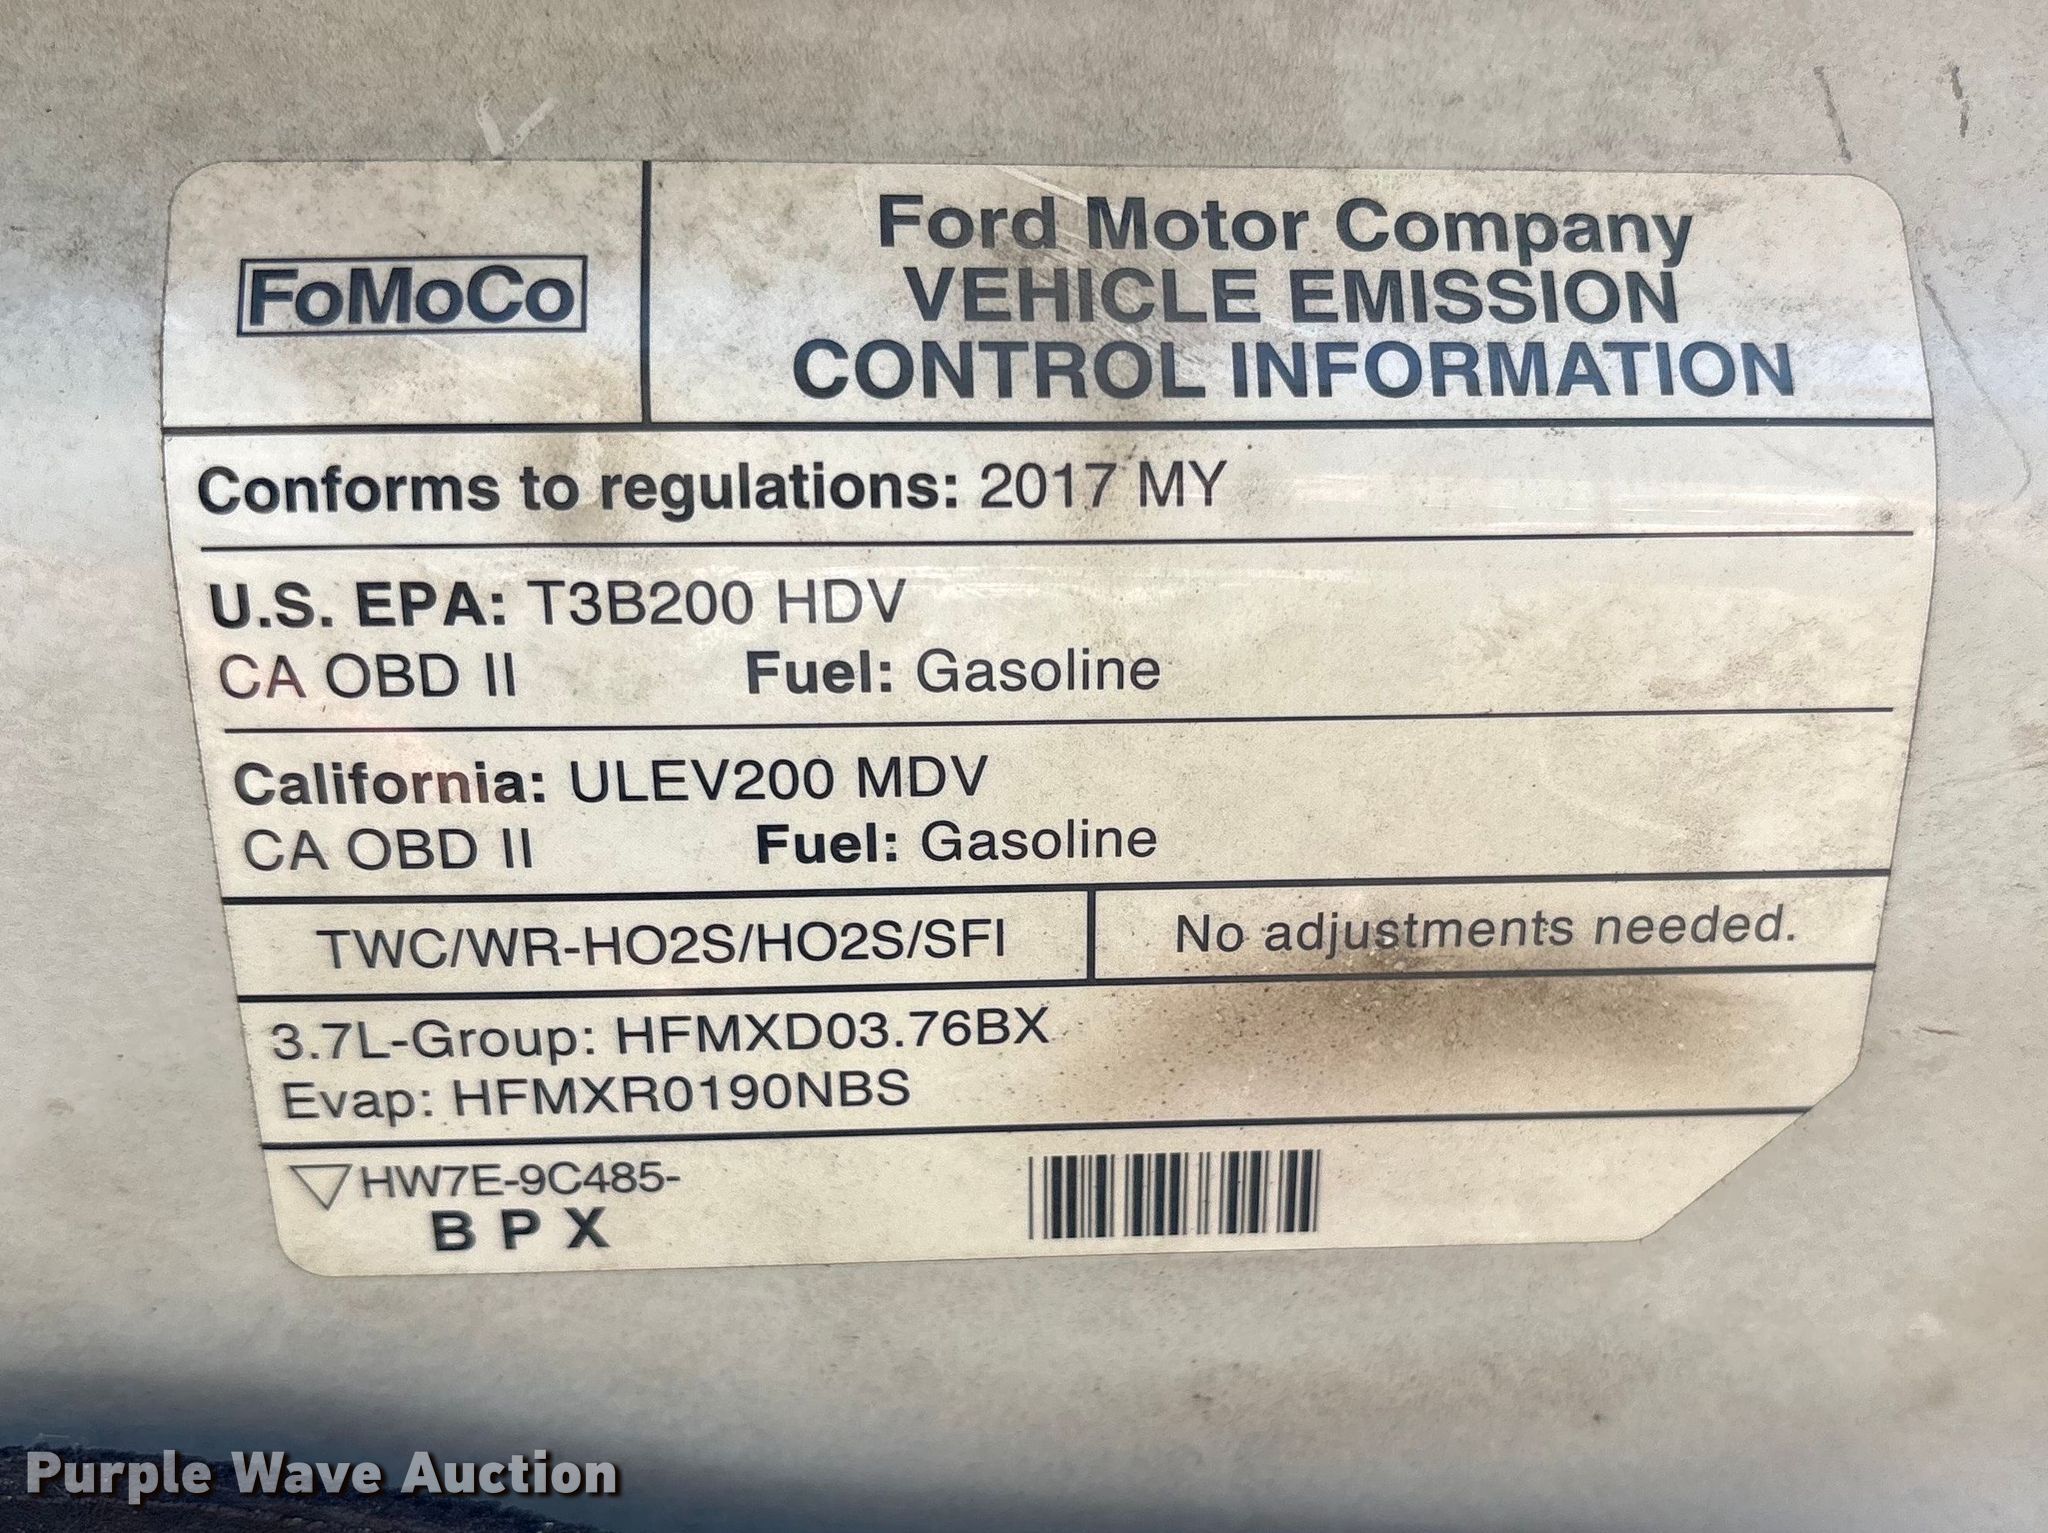 FoMoCo
Ford Motor Company
VEHICLE EMISSION
CONTROL INFORMATION
Conforms to regulations: 2017 MY
U.S. EPA: T3B200 HDV
CA OBD II Fuel: Gasoline
California: ULEV200 MDV
CA OBD II Fuel: Gasoline
TWC/WR-HO2S/HO2S/SFI
No adjustments needed.
3.7L-Group: HFMXD03.76BX
Evap: HFMXR0190NBS
HW7E-9C485-
B P X
Purple Wave Auction